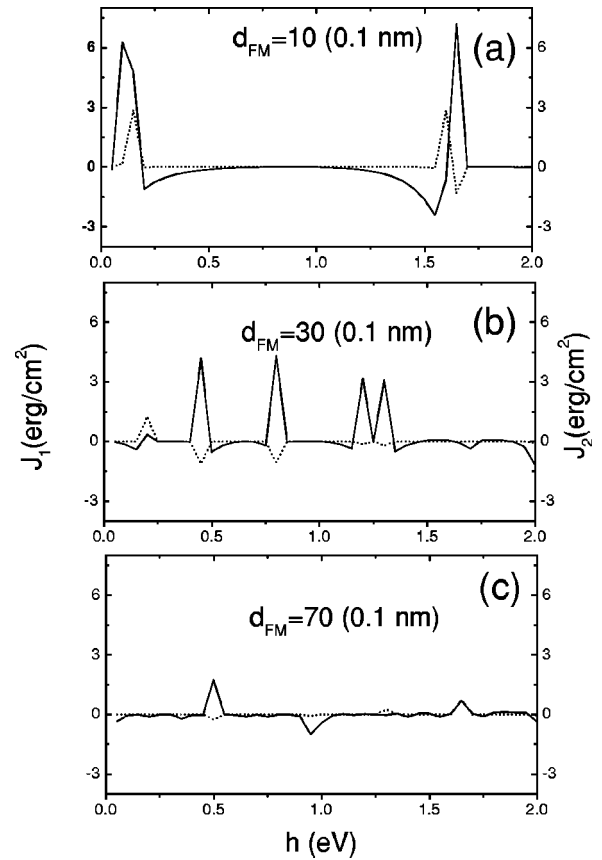 d_FM=10 (0.1 nm) (a)
6 6
3 3
0 0
-3 -3
0.0 0.5 1.0 1.5 2.0
d_FM=30 (0.1 nm) (b)
6 6
3 3
0 0
-3 -3
0.0 0.5 1.0 1.5 2.0
J_1(erg/cm^2)
J_2(erg/cm^2)
d_FM=70 (0.1 nm) (c)
6 6
3 3
0 0
-3 -3
0.0 0.5 1.0 1.5 2.0
h (eV)